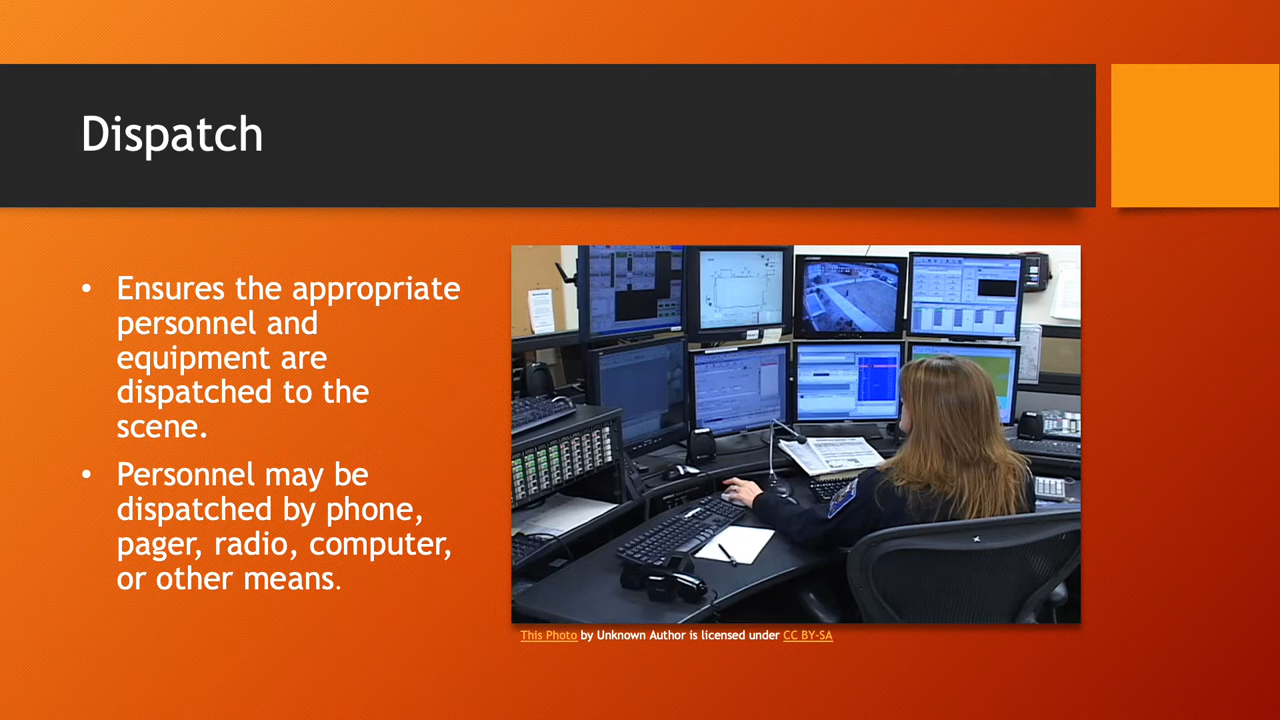 Dispatch
• Ensures the appropriate
personnel and
equipment are
dispatched to the
scene.
• Personnel may be
dispatched by phone,
pager, radio, computer,
or other means.
This Photo by Unknown Author is licensed under CC BY-SA